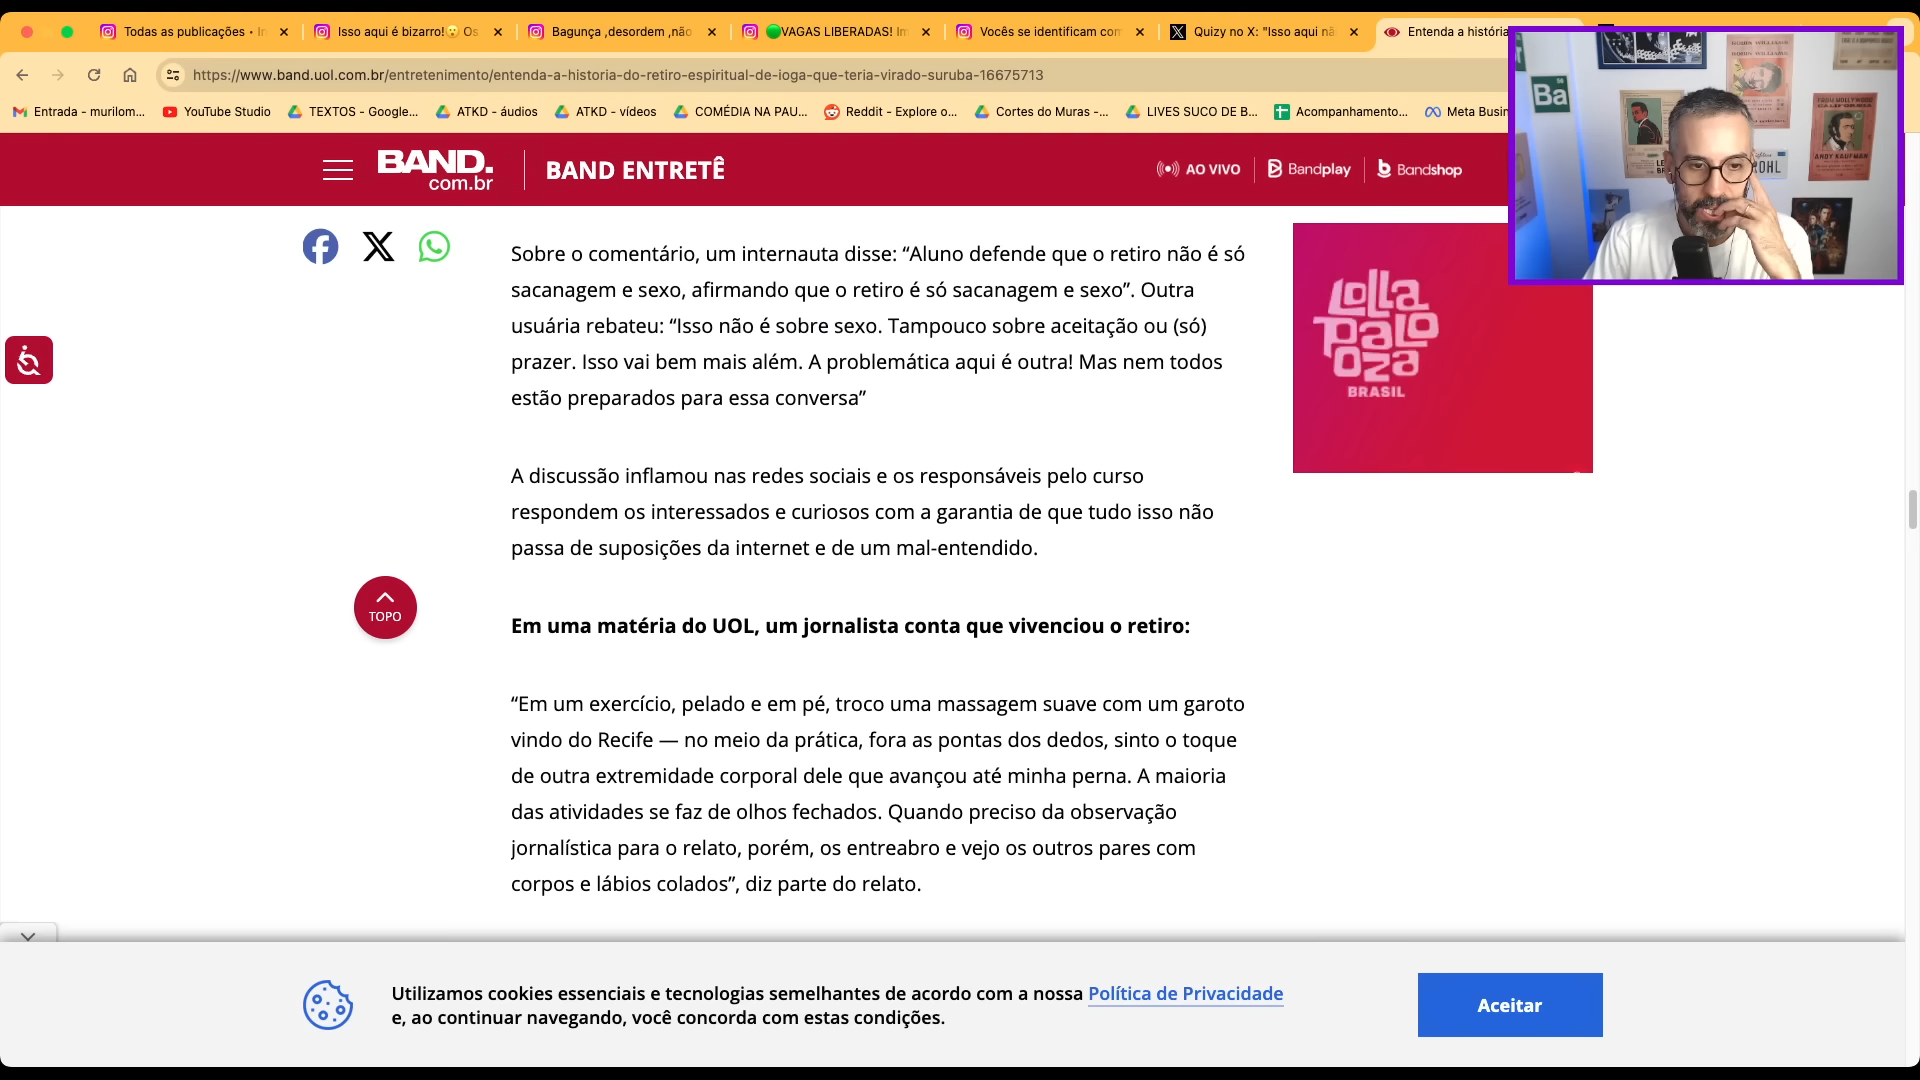 Todas as publicações • In
Isso aqui é bizarro!😮 Os
Bagunça ,desordem ,não
🟢VAGAS LIBERADAS! Im
Vocês se identificam com
Quizy no X: "Isso aqui nã
Entenda a história
https://www.band.uol.com.br/entretenimento/entenda-a-historia-do-retiro-espiritual-de-ioga-que-teria-virado-suruba-16675713
Entrada - murilom...
YouTube Studio
TEXTOS - Google...
ATKD - áudios
ATKD - vídeos
COMÉDIA NA PAU...
Reddit - Explore o...
Cortes do Muras -...
LIVES SUCO DE B...
Acompanhamento...
Meta Busin
BAND.
com.br
BAND ENTRETÊ
AO VIVO
Bandplay
Bandshop
56
Ba
ROBIN WILLIAMS
FROM HOLLYWOOD
CALIFORNIA
ANDY KAUFMAN
Sobre o comentário, um internauta disse: “Aluno defende que o retiro não é só
sacanagem e sexo, afirmando que o retiro é só sacanagem e sexo”. Outra
usuária rebateu: “Isso não é sobre sexo. Tampouco sobre aceitação ou (só)
prazer. Isso vai bem mais além. A problemática aqui é outra! Mas nem todos
estão preparados para essa conversa”
Lolla
palo
oza
BRASIL
A discussão inflamou nas redes sociais e os responsáveis pelo curso
respondem os interessados e curiosos com a garantia de que tudo isso não
passa de suposições da internet e de um mal-entendido.
TOPO
Em uma matéria do UOL, um jornalista conta que vivenciou o retiro:
“Em um exercício, pelado e em pé, troco uma massagem suave com um garoto
vindo do Recife — no meio da prática, fora as pontas dos dedos, sinto o toque
de outra extremidade corporal dele que avançou até minha perna. A maioria
das atividades se faz de olhos fechados. Quando preciso da observação
jornalística para o relato, porém, os entreabro e vejo os outros pares com
corpos e lábios colados”, diz parte do relato.
Utilizamos cookies essenciais e tecnologias semelhantes de acordo com a nossa Política de Privacidade
e, ao continuar navegando, você concorda com estas condições.
Aceitar